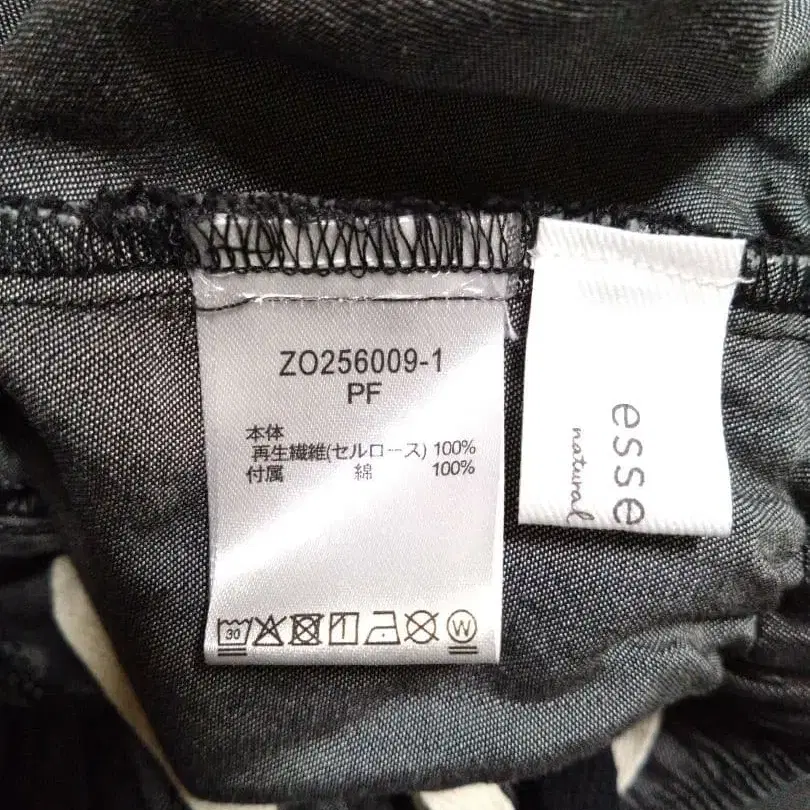 ZO256009-1
PF
本体
再生繊維(セルロース) 100%
付属 綿 100%
30
W
esse
natural